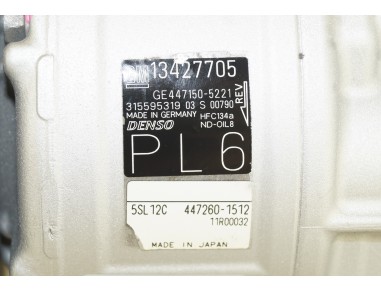 GM 13427705
GE447150-5221
315595319 03 S 00790
MADE IN GERMANY HFC134a
DENSO ND-OIL8
REV
PL6
5SL12C 447260-1512
11R00032
MADE IN JAPAN